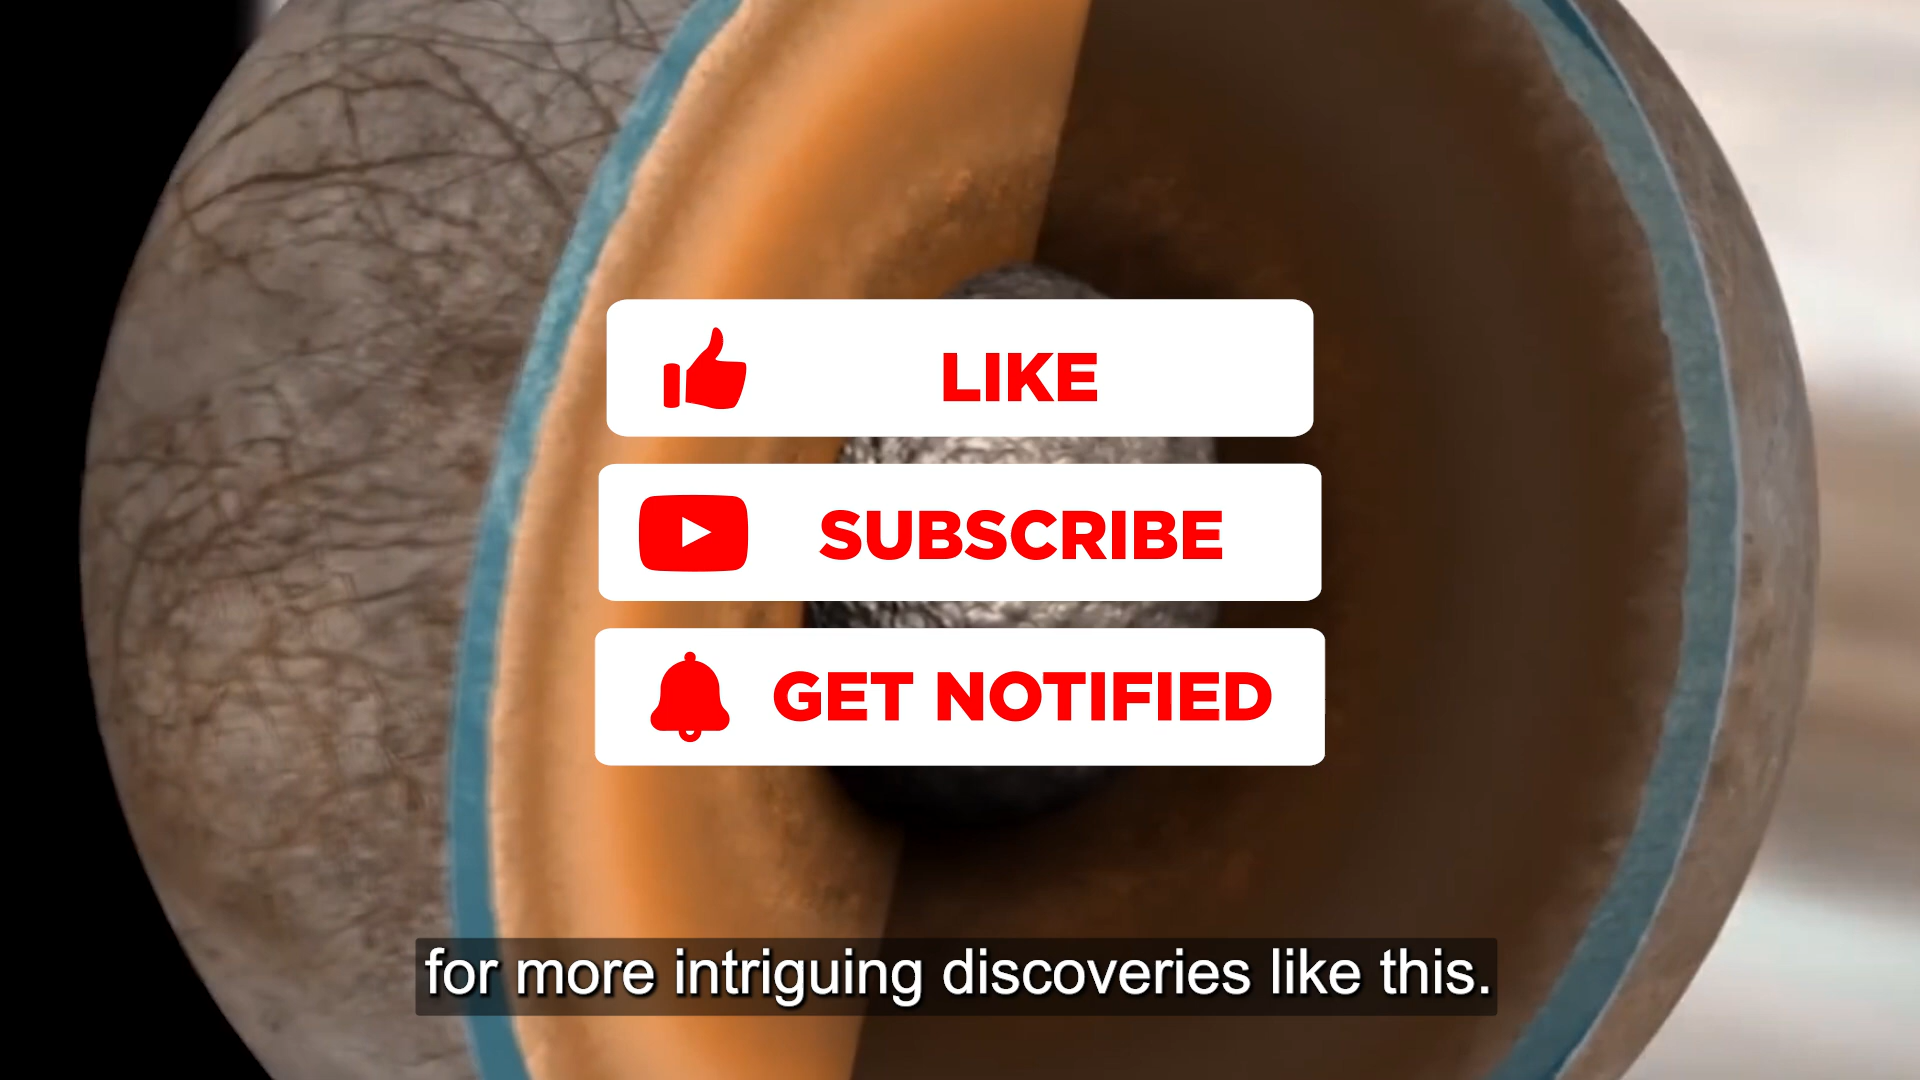 LIKE
SUBSCRIBE
GET NOTIFIED
for more intriguing discoveries like this.